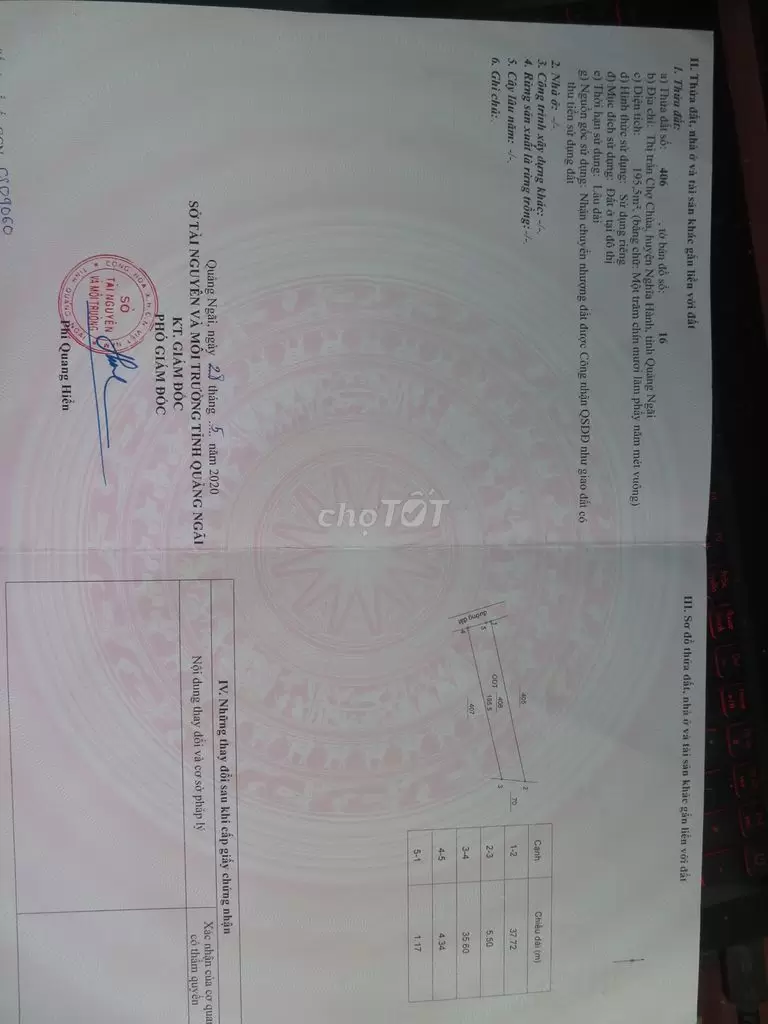 II. Thửa đất, nhà ở và tài sản khác gắn liền với đất
1. Thửa đất:
a) Thửa đất số: 406 , tờ bản đồ số: 16
b) Địa chỉ: Thị trấn Chợ Chùa, huyện Nghĩa Hành, tỉnh Quảng Ngãi
c) Diện tích: 195,5m², (bằng chữ: Một trăm chín mươi lăm phẩy năm mét vuông)
d) Hình thức sử dụng: Sử dụng riêng
đ) Mục đích sử dụng: Đất ở tại đô thị
e) Thời hạn sử dụng: Lâu dài
g) Nguồn gốc sử dụng: Nhận chuyển nhượng đất được Công nhận QSDĐ như giao đất có
thu tiền sử dụng đất
2. Nhà ở: -/-.
3. Công trình xây dựng khác: -/-.
4. Rừng sản xuất là rừng trồng: -/-.
5. Cây lâu năm: -/-.
6. Ghi chú:
Quảng Ngãi, ngày 28 tháng 5 năm 2020
SỞ TÀI NGUYÊN VÀ MÔI TRƯỜNG TỈNH QUẢNG NGÃI
KT. GIÁM ĐỐC
PHÓ GIÁM ĐỐC
SỞ
TÀI NGUYÊN
VÀ MÔI TRƯỜNG
Phi Quang Hiển
III. Sơ đồ thửa đất, nhà ở và tài sản khác gắn liền với đất
405
2
1
5
4
3
70
đường đất
ODT 406
195.5
407
Cạnh Chiều dài (m)
1-2 37.72
2-3 5.50
3-4 35.60
4-5 4.34
5-1 1.17
IV. Những thay đổi sau khi cấp giấy chứng nhận
Nội dung thay đổi và cơ sở pháp lý
Xác nhận của cơ quan
có thẩm quyền
chợTỐT